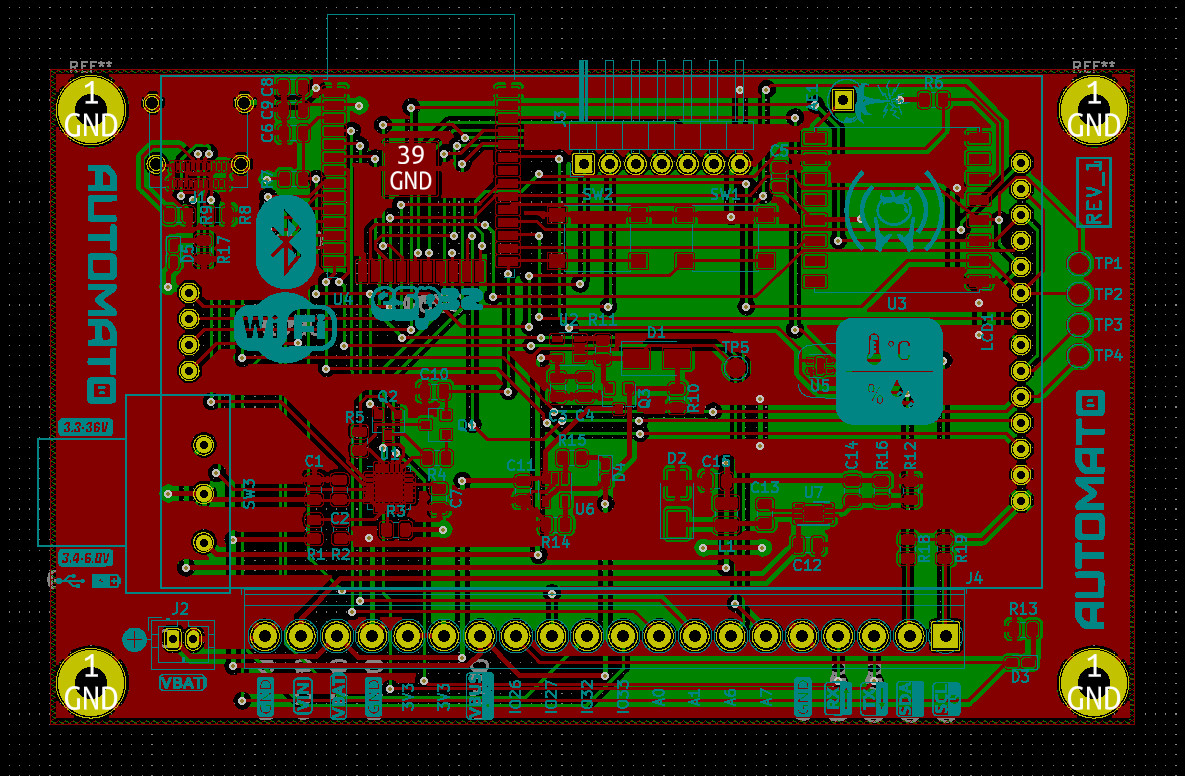 REF**
REF**
1
GND
1
GND
39
GND
C8
C9
C6
R6
J3
SW2
SW1
REV_1
R9
R8
R17
D5
AUTOMATO
TP1
TP2
TP3
TP4
U4
U3
WiFi
U2
R11
D1
TP5
LCD1
°C
%
U5
C10
Q2
R5
Q3
R10
C4
R15
AUTOMATO
3.3-36V
C1
R4
C7
C11
D4
D2
C15
C13
U7
C14
R16
R12
SW3
C2
R3
R1
R2
U6
R14
L1
C12
R18
R19
3.4-6.0V
J2
J4
R13
D3
VBAT
1
GND
1
GND
GND
VIN
VBAT
GND
3V3
3V3
VBUS
IO26
IO27
IO32
IO33
A0
A1
A6
A7
GND
SDA
SCL